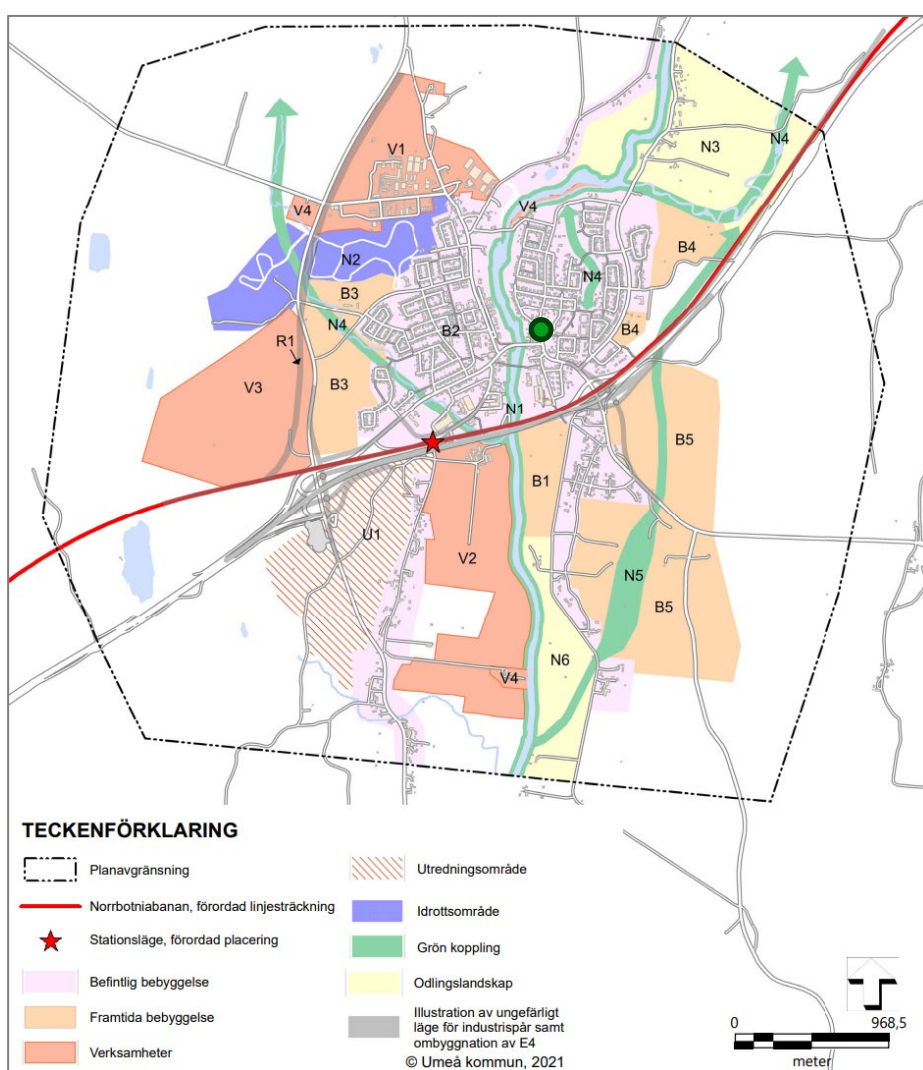 V1
N3
N4
V4
V4
N2
B4
B3
N4
N4
B2
B4
R1
V3
B3
N1
B5
B1
U1
V2
N5
B5
N6
V4
TECKENFÖRKLARING
Planavgränsning
Norrbotniabanan, förordad linjesträckning
Stationsläge, förordad placering
Befintlig bebyggelse
Framtida bebyggelse
Verksamheter
Utredningsområde
Idrottsområde
Grön koppling
Odlingslandskap
Illustration av ungefärligt
läge för industrispår samt
ombyggnation av E4
© Umeå kommun, 2021
0 968,5
meter